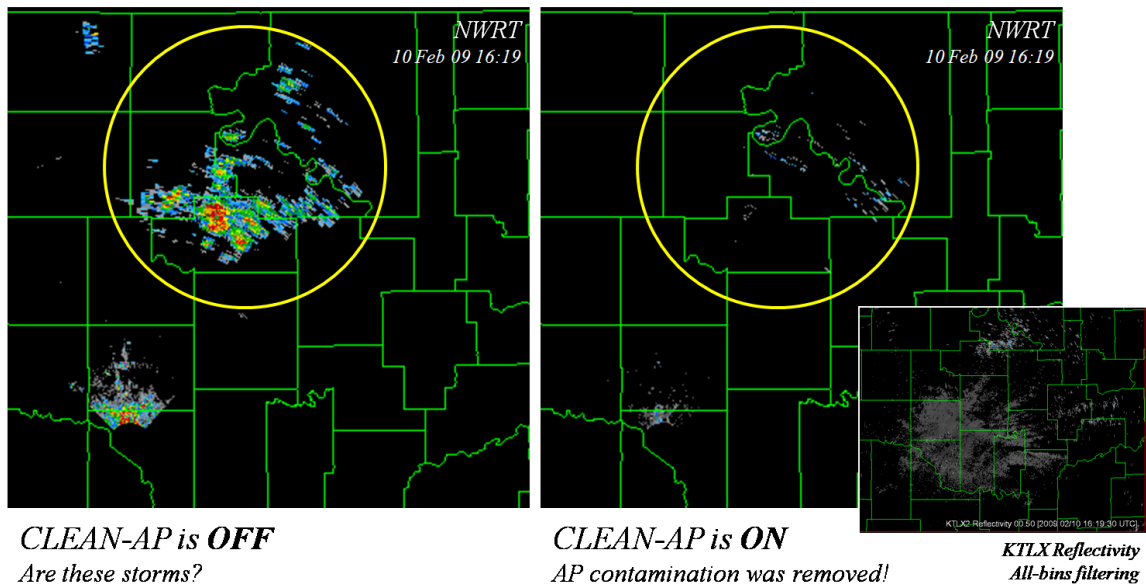 NWRT
10 Feb 09 16:19
NWRT
10 Feb 09 16:19
KTLX2 Reflectivity 00.50 [2009 02/10 16:19:30 UTC]
CLEAN-AP is OFF
Are these storms?
CLEAN-AP is ON
AP contamination was removed!
KTLX Reflectivity
All-bins filtering